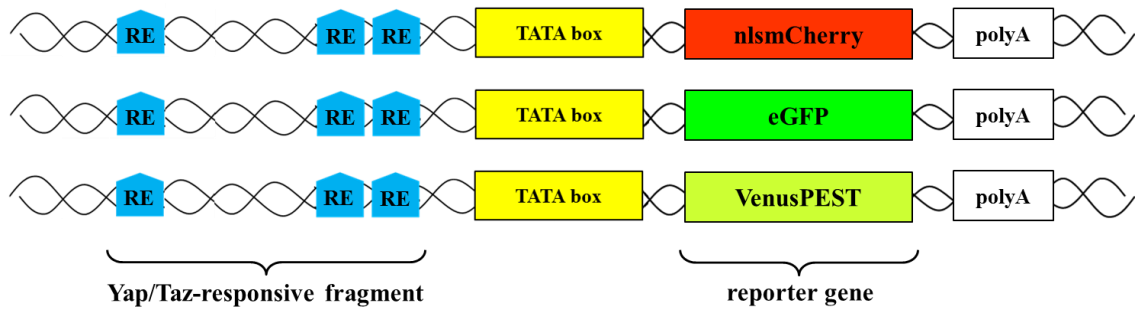 RE RE RE TATA box nlsmCherry polyA
RE RE RE TATA box eGFP polyA
RE RE RE TATA box VenusPEST polyA
Yap/Taz-responsive fragment reporter gene